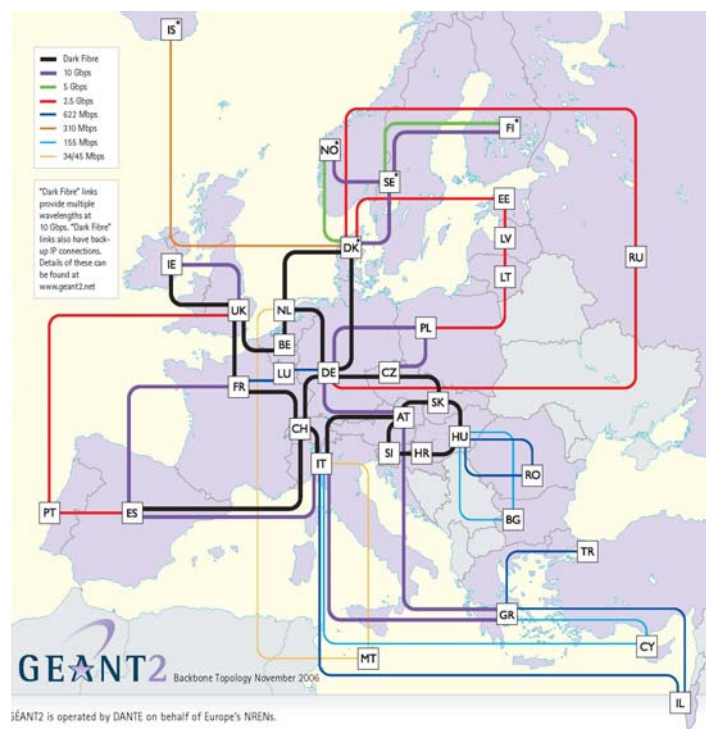 IS*
Dark Fibre
10 Gbps
5 Gbps
2.5 Gbps
622 Mbps
310 Mbps
155 Mbps
34/45 Mbps
"Dark Fibre" links
provide multiple
wavelengths at
10 Gbps. "Dark Fibre"
links also have back-
up IP connections.
Details of these can
be found at
www.geant2.net
FI*
NO*
SE*
EE
LV
DK*
RU
IE
LT
UK
NL
PL
BE
LU
DE
CZ
FR
SK
AT
CH
HU
SI
HR
IT
RO
PT
ES
BG
TR
GR
CY
MT
GEANT2
Backbone Topology November 2006
IL
GÉANT2 is operated by DANTE on behalf of Europe's NRENs.